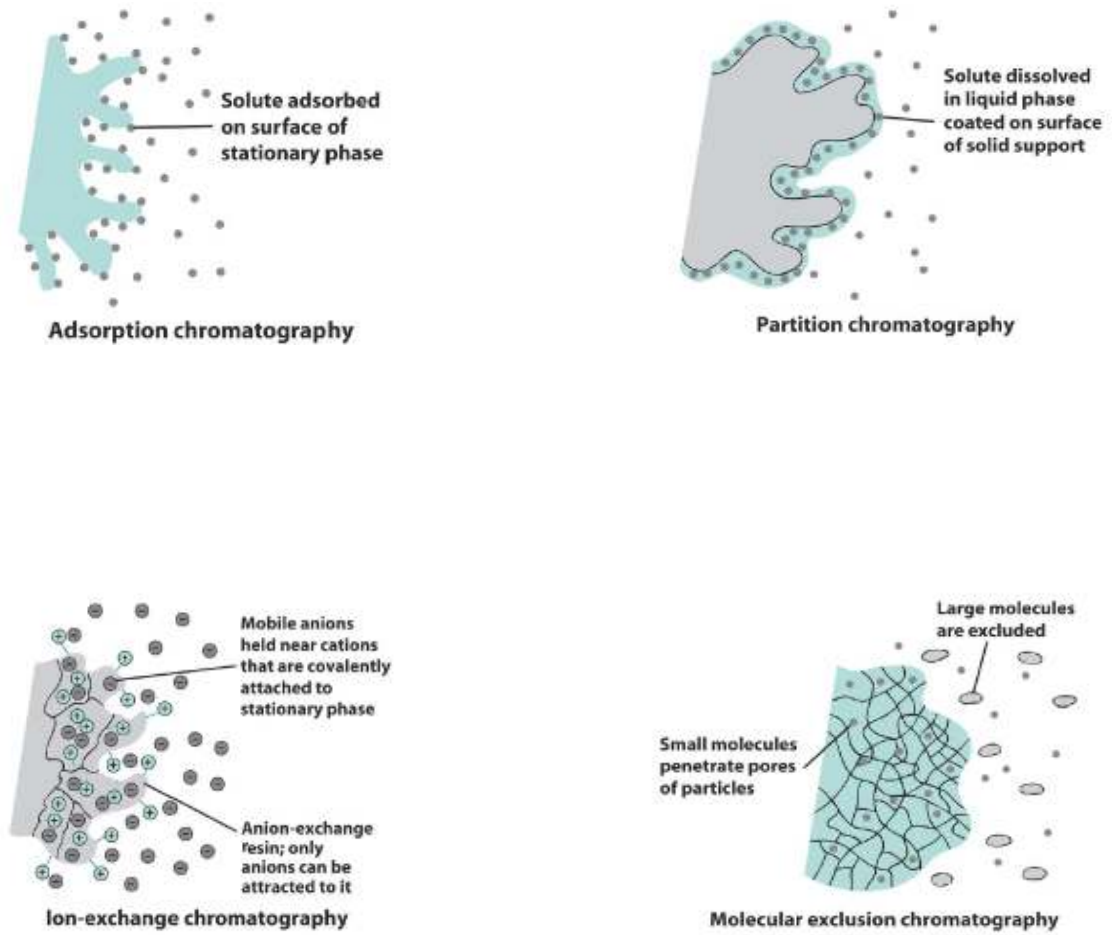 Solute adsorbed
on surface of
stationary phase
Adsorption chromatography
Solute dissolved
in liquid phase
coated on surface
of solid support
Partition chromatography
Mobile anions
held near cations
that are covalently
attached to
stationary phase
Anion-exchange
resin; only
anions can be
attracted to it
Ion-exchange chromatography
Large molecules
are excluded
Small molecules
penetrate pores
of particles
Molecular exclusion chromatography